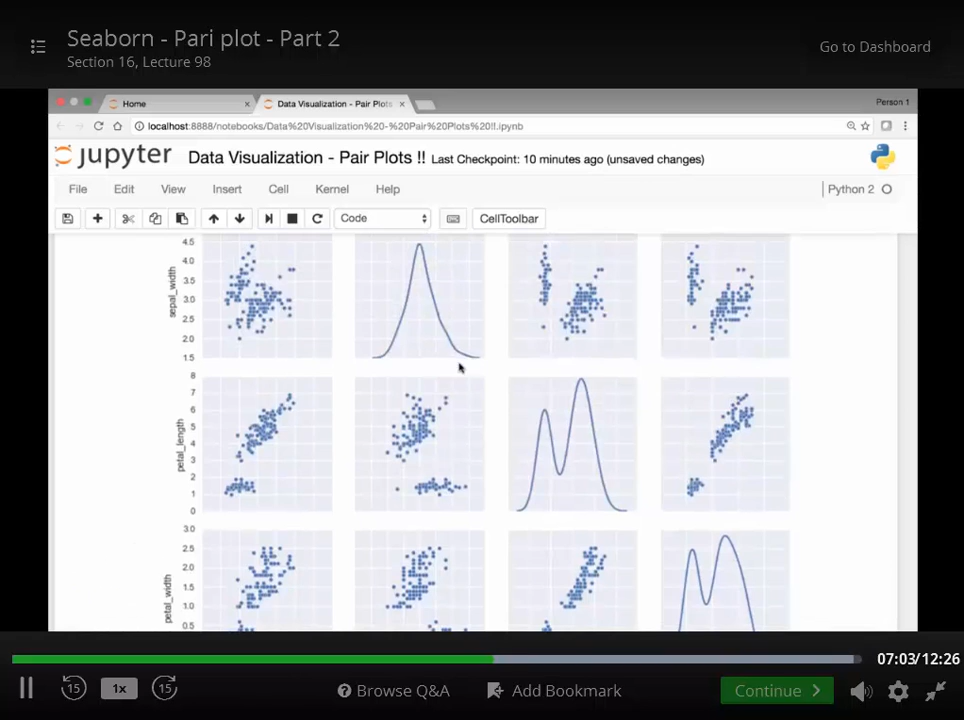 Seaborn - Pari plot - Part 2
Section 16, Lecture 98
Go to Dashboard
Home
Data Visualization - Pair Plots
Person 1
localhost:8888/notebooks/Data%20Visualization%20-%20Pair%20Plots%20!!.ipynb
jupyter Data Visualization - Pair Plots !! Last Checkpoint: 10 minutes ago (unsaved changes)
File Edit View Insert Cell Kernel Help Python 2
Code CellToolbar
4.5
4.0
3.5
3.0
2.5
2.0
1.5
sepal_width
8
7
6
5
4
3
2
1
0
petal_length
3.0
2.5
2.0
1.5
1.0
0.5
petal_width
07:03/12:26
15 1x 15 Browse Q&A Add Bookmark Continue